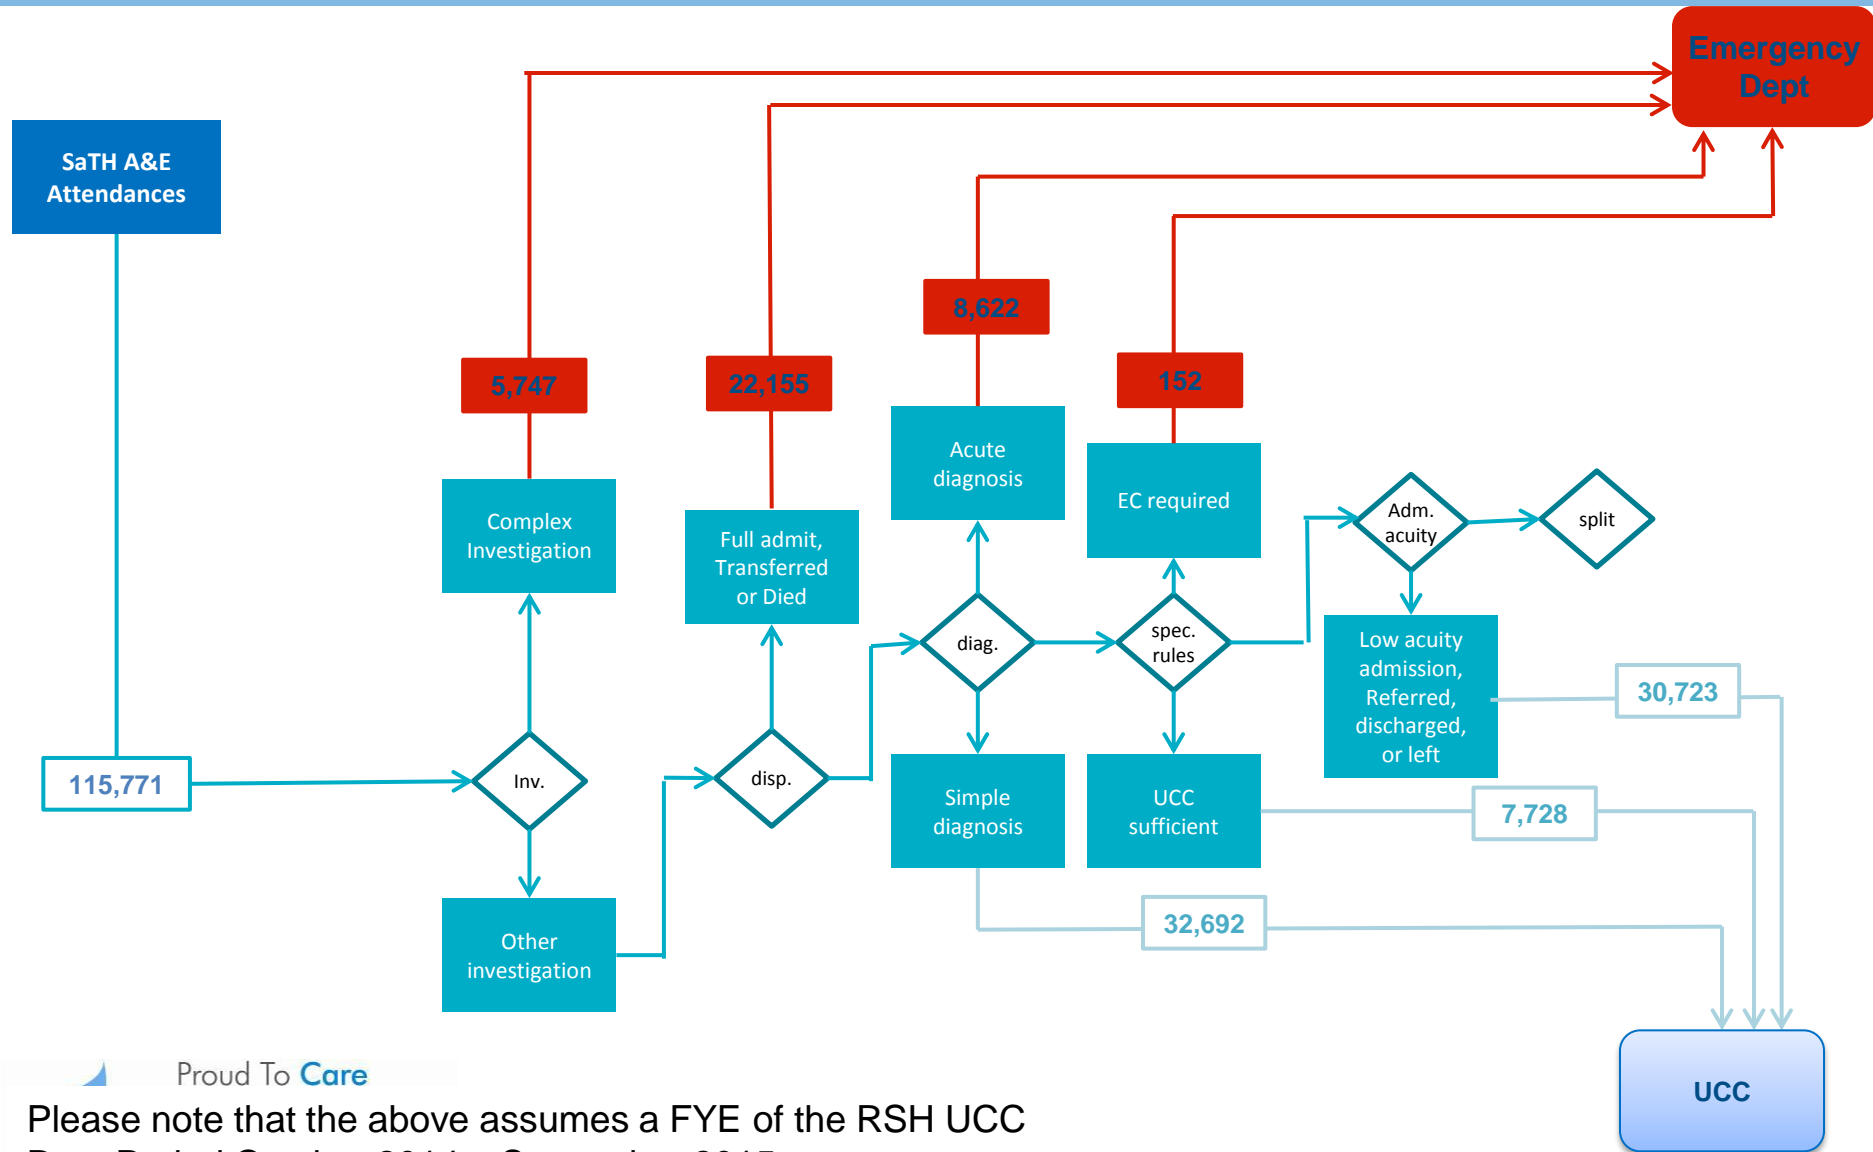 Emergency
Dept
SaTH A&E
Attendances
8,622
5,747
22,155
152
Acute
diagnosis
EC required
Complex
Investigation
Full admit,
Transferred
or Died
Adm.
acuity
split
diag.
spec.
rules
Low acuity
admission,
Referred,
discharged,
or left
30,723
115,771
Inv.
disp.
Simple
diagnosis
UCC
sufficient
7,728
32,692
Other
investigation
Proud To Care
UCC
Please note that the above assumes a FYE of the RSH UCC